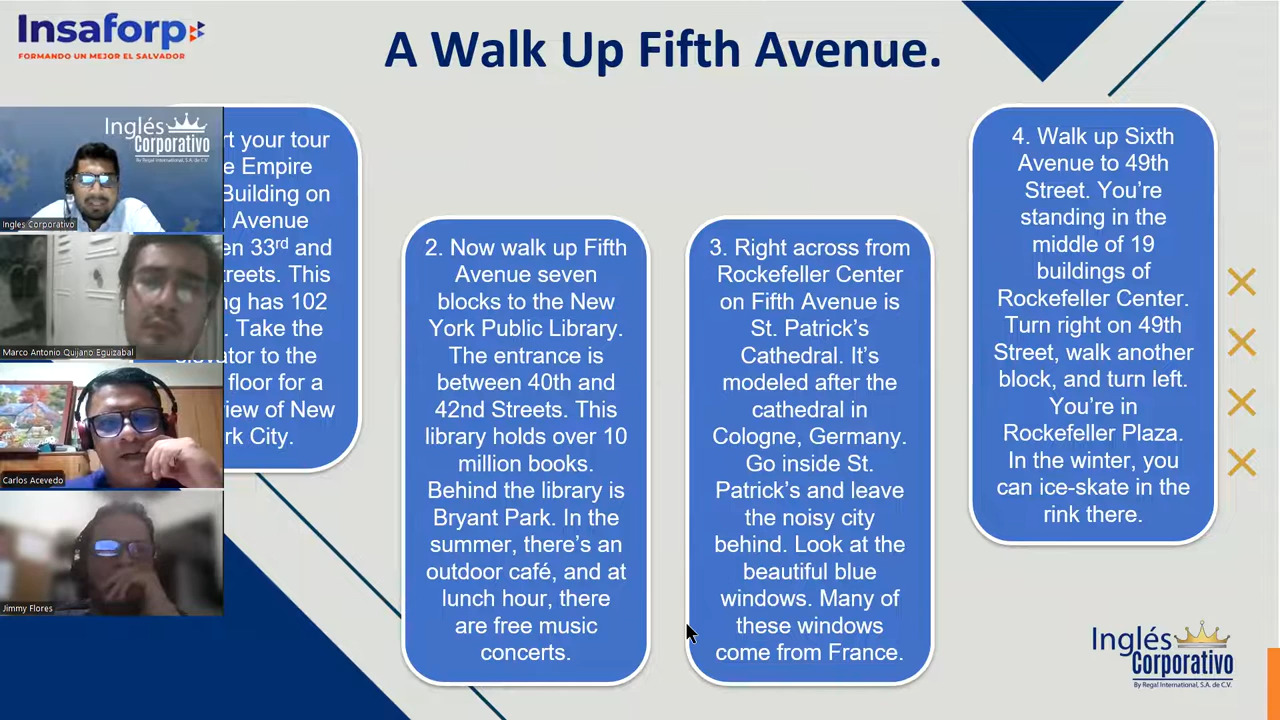 Insaforp
FORMANDO UN MEJOR EL SALVADOR
A Walk Up Fifth Avenue.
Inglés
Corporativo
By Regal International, S.A. de C.V.
Ingles Corporativo
Marco Antonio Quijano Eguizabal
Carlos Acevedo
Jimmy Flores
rt your tour
e Empire
Building on
Avenue
en 33rd and
treets. This
ng has 102
. Take the
ator to the
floor for a
iew of New
rk City.
2. Now walk up Fifth
Avenue seven
blocks to the New
York Public Library.
The entrance is
between 40th and
42nd Streets. This
library holds over 10
million books.
Behind the library is
Bryant Park. In the
summer, there's an
outdoor café, and at
lunch hour, there
are free music
concerts.
3. Right across from
Rockefeller Center
on Fifth Avenue is
St. Patrick's
Cathedral. It's
modeled after the
cathedral in
Cologne, Germany.
Go inside St.
Patrick's and leave
the noisy city
behind. Look at the
beautiful blue
windows. Many of
these windows
come from France.
4. Walk up Sixth
Avenue to 49th
Street. You're
standing in the
middle of 19
buildings of
Rockefeller Center.
Turn right on 49th
Street, walk another
block, and turn left.
You're in
Rockefeller Plaza.
In the winter, you
can ice-skate in the
rink there.
Inglés
Corporativo
By Regal International, S.A. de C.V.